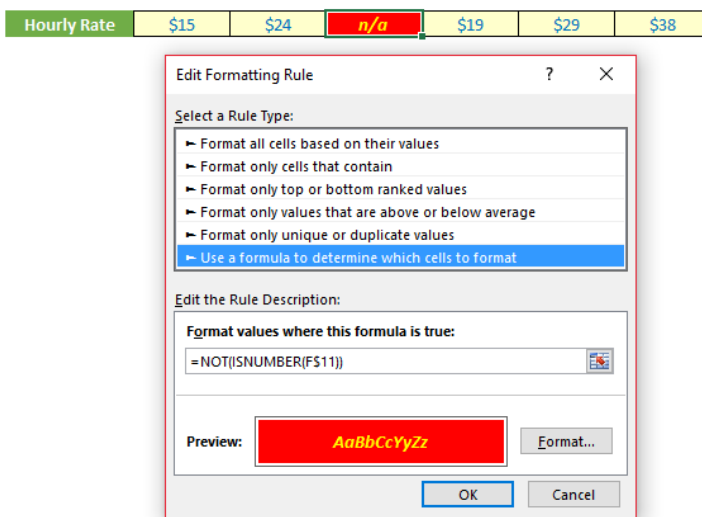 Hourly Rate $15 $24 n/a $19 $29 $38
Edit Formatting Rule ? ×
Select a Rule Type:
► Format all cells based on their values
► Format only cells that contain
► Format only top or bottom ranked values
► Format only values that are above or below average
► Format only unique or duplicate values
► Use a formula to determine which cells to format
Edit the Rule Description:
Format values where this formula is true:
=NOT(ISNUMBER(F$11))
Preview: AaBbCcYyZz Format...
OK Cancel